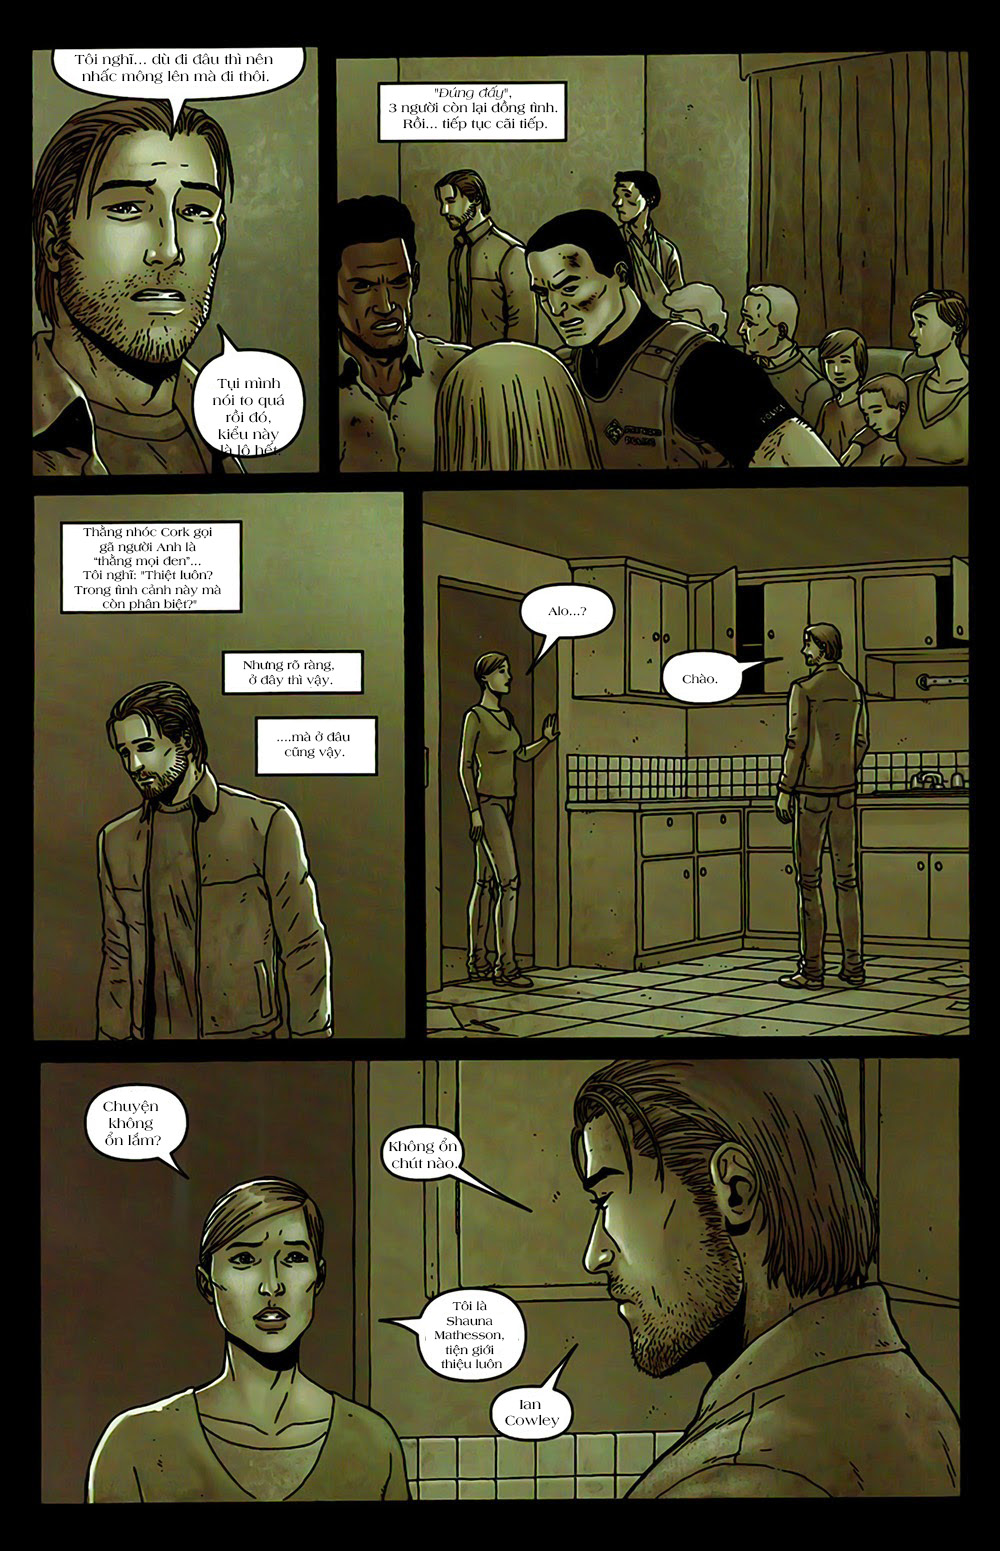 Tôi nghĩ... dù đi đâu thì nên
nhấc mông lên mà đi thôi.
Tụi mình
nói to quá
rồi đó,
kiểu này
là lộ hết.
"Đúng đấy",
3 người còn lại đồng tình.
Rồi... tiếp tục cãi tiếp.
POLICE
POLICE
Thằng nhóc Cork gọi
gã người Anh là
“thằng mọi đen”...
Tôi nghĩ: "Thiệt luôn?
Trong tình cảnh này mà
còn phân biệt?"
Nhưng rõ ràng,
ở đây thì vậy.
....mà ở đâu
cũng vậy.
Alo...?
Chào.
Chuyện
không
ổn lắm?
Không ổn
chút nào.
Tôi là
Shauna
Mathesson,
tiện giới
thiệu luôn
Ian
Cowley